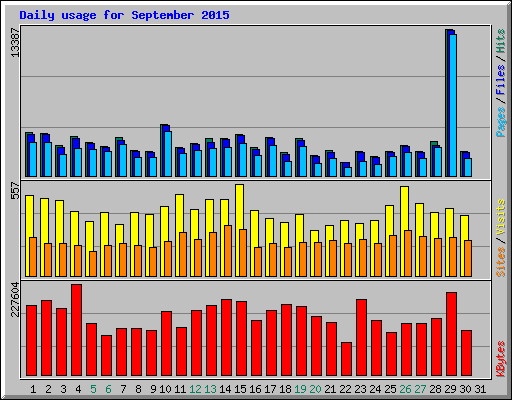 Daily usage for September 2015
13387
Pages / Files / Hits
557
Sites / Visits
227604
KBytes
1 2 3 4 5 6 7 8 9 10 11 12 13 14 15 16 17 18 19 20 21 22 23 24 25 26 27 28 29 30 31